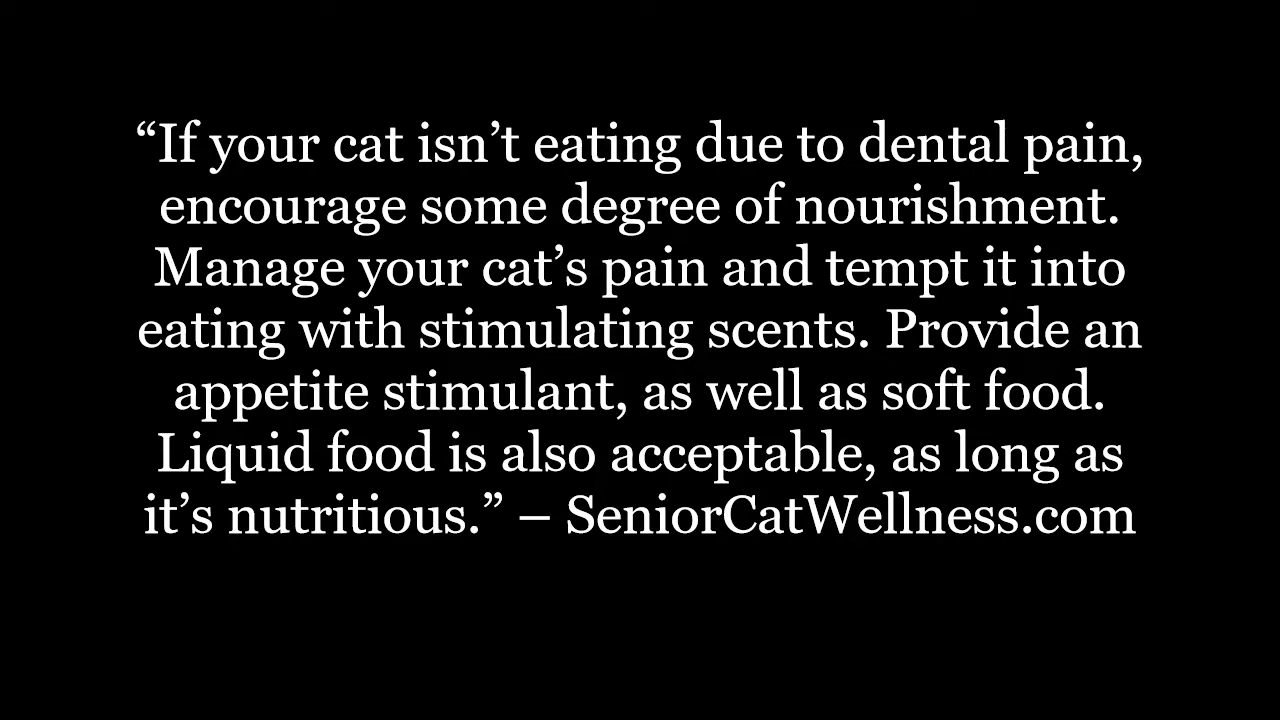 “If your cat isn’t eating due to dental pain,
encourage some degree of nourishment.
Manage your cat’s pain and tempt it into
eating with stimulating scents. Provide an
appetite stimulant, as well as soft food.
Liquid food is also acceptable, as long as
it’s nutritious.” – SeniorCatWellness.com